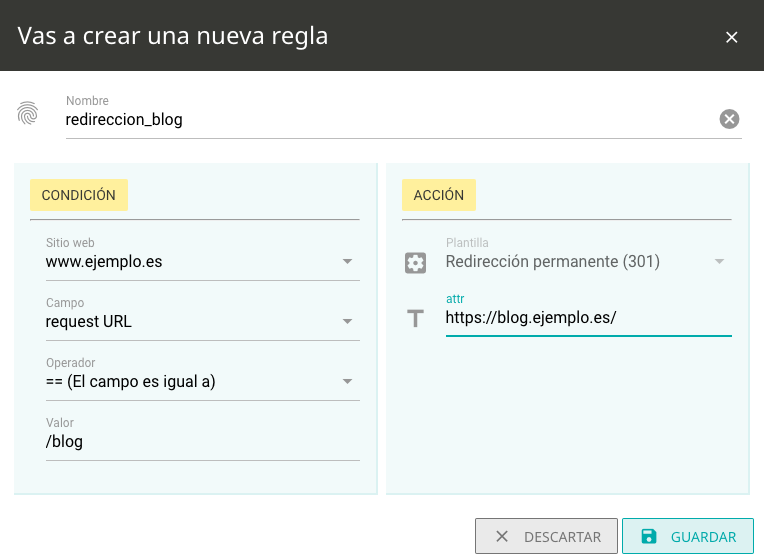 Vas a crear una nueva regla
Nombre
redireccion_blog
CONDICIÓN
Sitio web
www.ejemplo.es
Campo
request URL
Operador
== (El campo es igual a)
Valor
/blog
ACCIÓN
Plantilla
Redirección permanente (301)
attr
https://blog.ejemplo.es/
DESCARTAR
GUARDAR